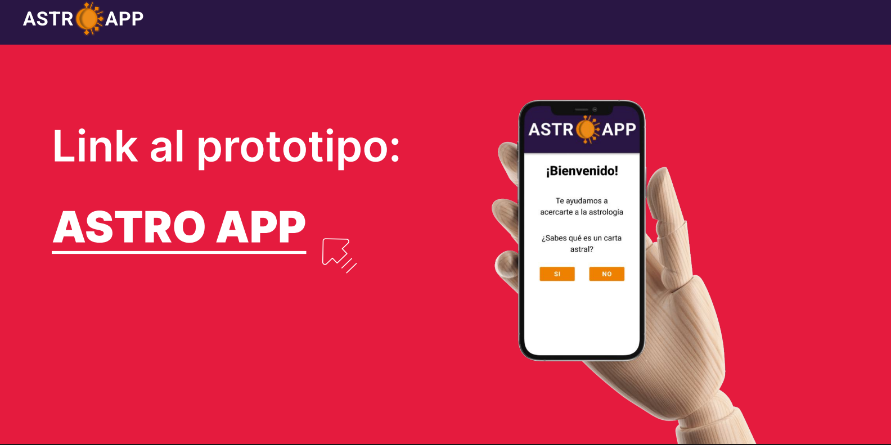 ASTRO APP
Link al prototipo:
ASTRO APP
ASTRO APP
¡Bienvenido!
Te ayudamos a
acercarte a la astrología
¿Sabes qué es un carta
astral?
SI NO